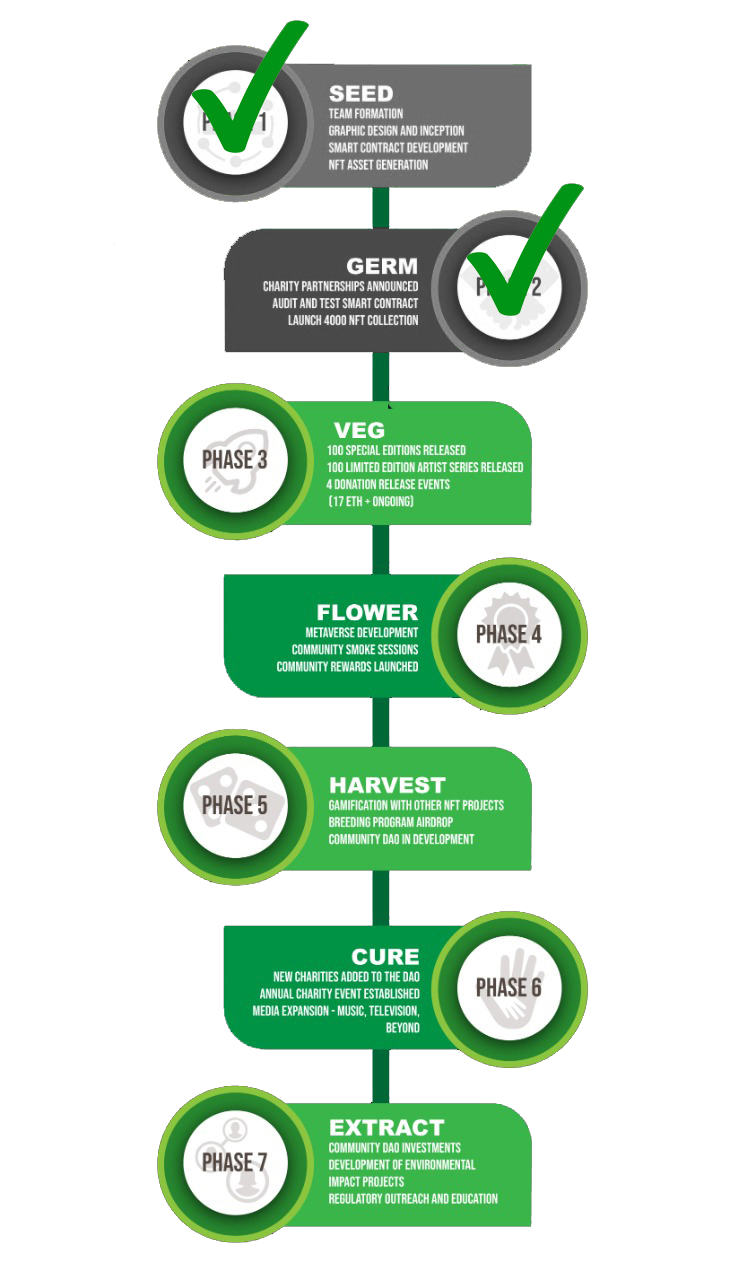 PHASE 1
SEED
TEAM FORMATION
GRAPHIC DESIGN AND INCEPTION
SMART CONTRACT DEVELOPMENT
NFT ASSET GENERATION
GERM
CHARITY PARTNERSHIPS ANNOUNCED
AUDIT AND TEST SMART CONTRACT
LAUNCH 4000 NFT COLLECTION
PHASE 2
PHASE 3
VEG
100 SPECIAL EDITIONS RELEASED
100 LIMITED EDITION ARTIST SERIES RELEASED
4 DONATION RELEASE EVENTS
(17 ETH + ONGOING)
FLOWER
METAVERSE DEVELOPMENT
COMMUNITY SMOKE SESSIONS
COMMUNITY REWARDS LAUNCHED
PHASE 4
PHASE 5
HARVEST
GAMIFICATION WITH OTHER NFT PROJECTS
BREEDING PROGRAM AIRDROP
COMMUNITY DAO IN DEVELOPMENT
CURE
NEW CHARITIES ADDED TO THE DAO
ANNUAL CHARITY EVENT ESTABLISHED
MEDIA EXPANSION - MUSIC, TELEVISION,
BEYOND
PHASE 6
PHASE 7
EXTRACT
COMMUNITY DAO INVESTMENTS
DEVELOPMENT OF ENVIRONMENTAL
IMPACT PROJECTS
REGULATORY OUTREACH AND EDUCATION